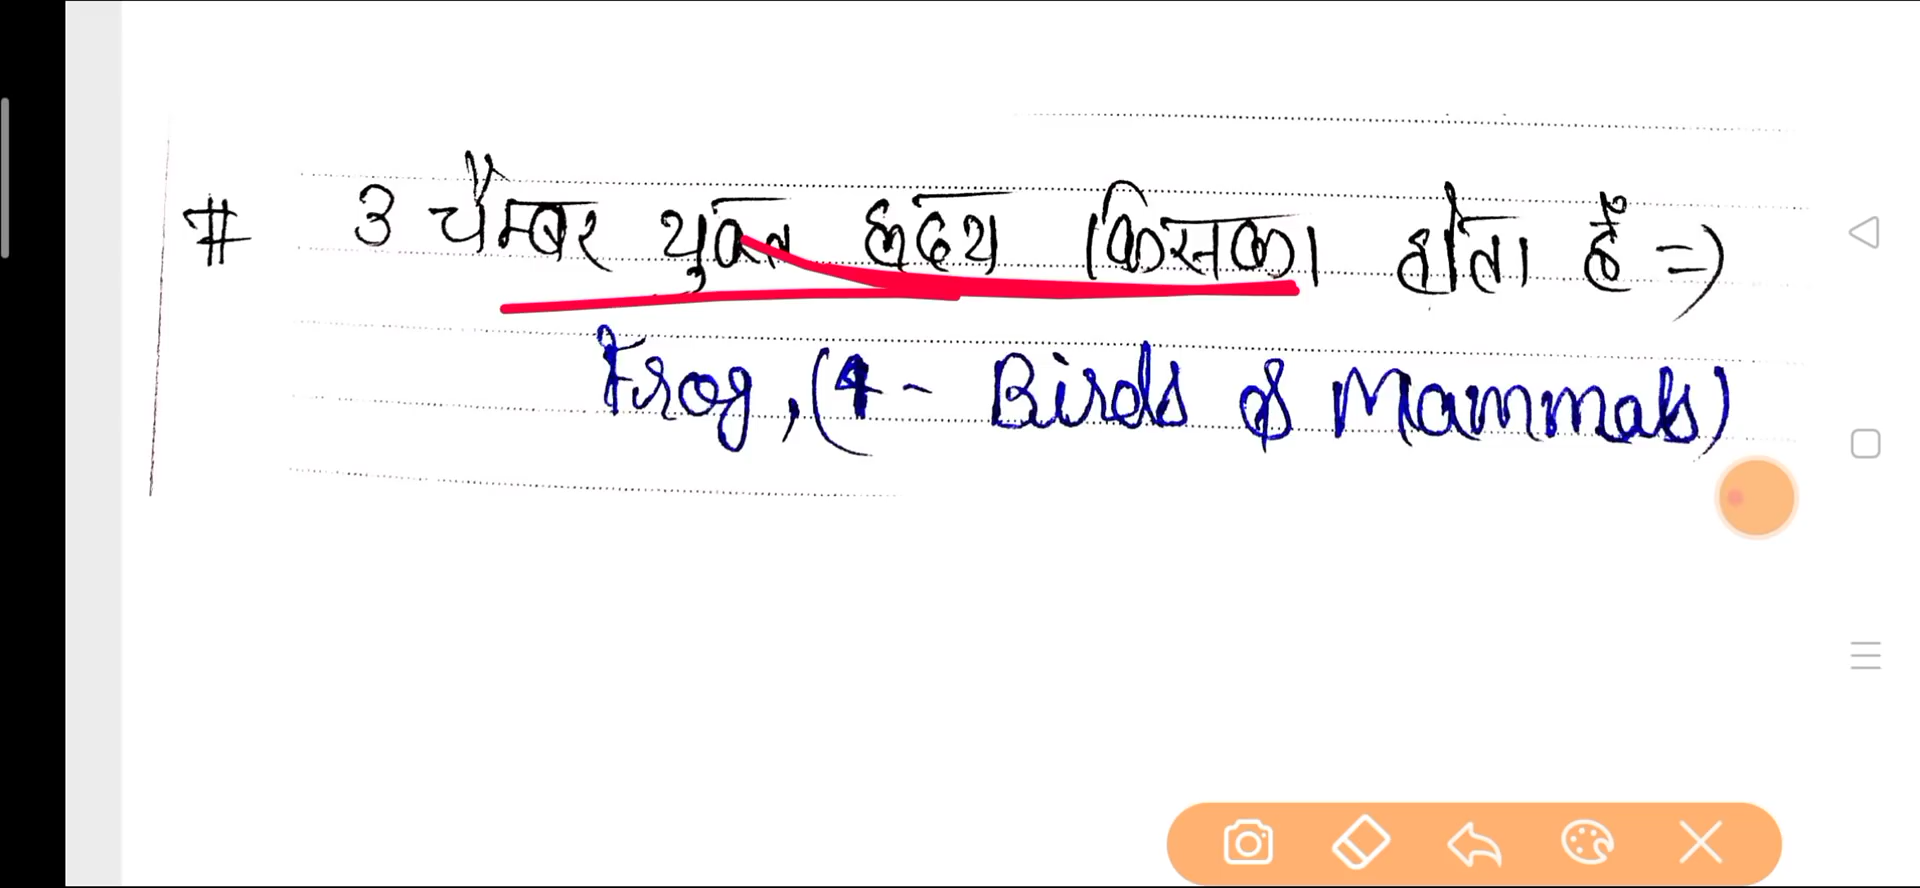 # 3 चैम्बर युक्त हृदय किसका होता है =)
Frog, (4 - Birds & Mammals)